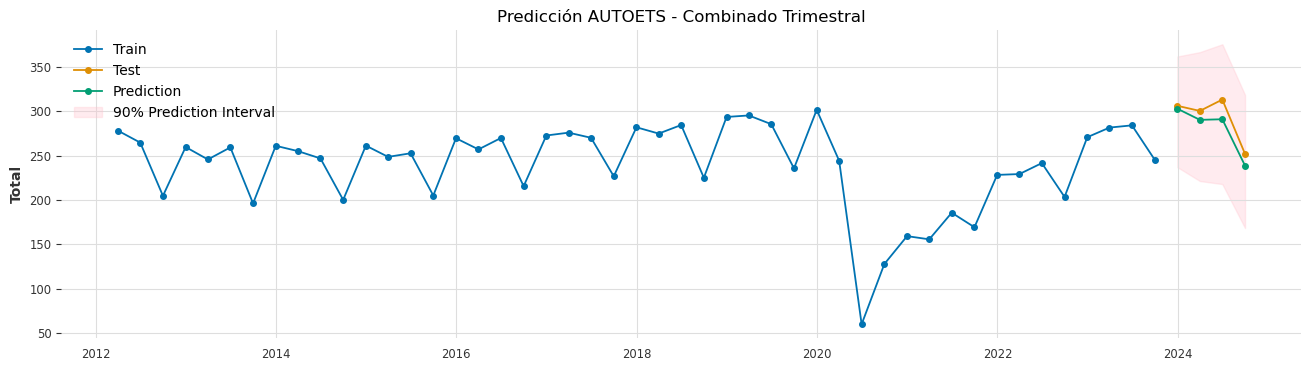 Predicción AUTOETS - Combinado Trimestral
Train
Test
Prediction
90% Prediction Interval
Total
350
300
250
200
150
100
50
2012
2014
2016
2018
2020
2022
2024